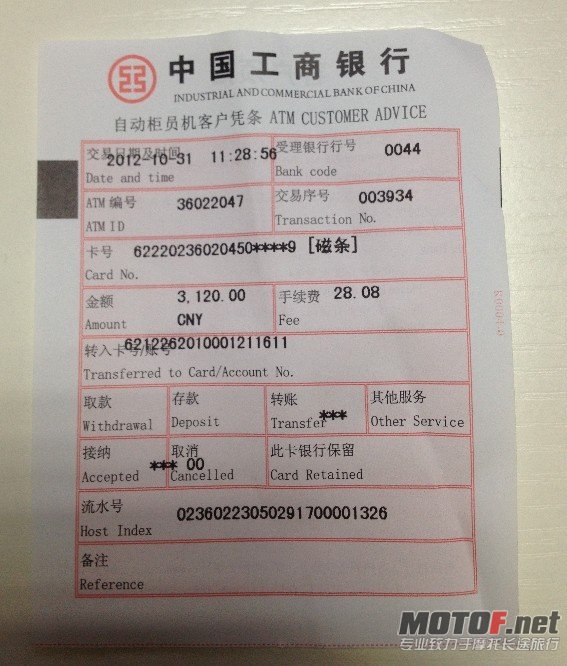 中国工商银行
INDUSTRIAL AND COMMERCIAL BANK OF CHINA
自动柜员机客户凭条 ATM CUSTOMER ADVICE
交易日期及时间 2012-10-31 11:28:56 受理银行行号 0044
Date and time Bank code
ATM 编号 36022047 交易序号 003934
ATM ID Transaction No.
卡号 62220236020450****9 [磁条]
Card No.
金额 3,120.00 手续费 28.08
Amount CNY Fee
转入卡号/账号 6212262010001211611
Transferred to Card/Account No.
取款 存款 转账 *** 其他服务
Withdrawal Deposit Transfer Other Service
接纳 取消 此卡银行保留
Accepted *** 00 Cancelled Card Retained
流水号 02360223050291700001326
Host Index
备注
Reference
MOTOF.net
专业致力于摩托长途旅行